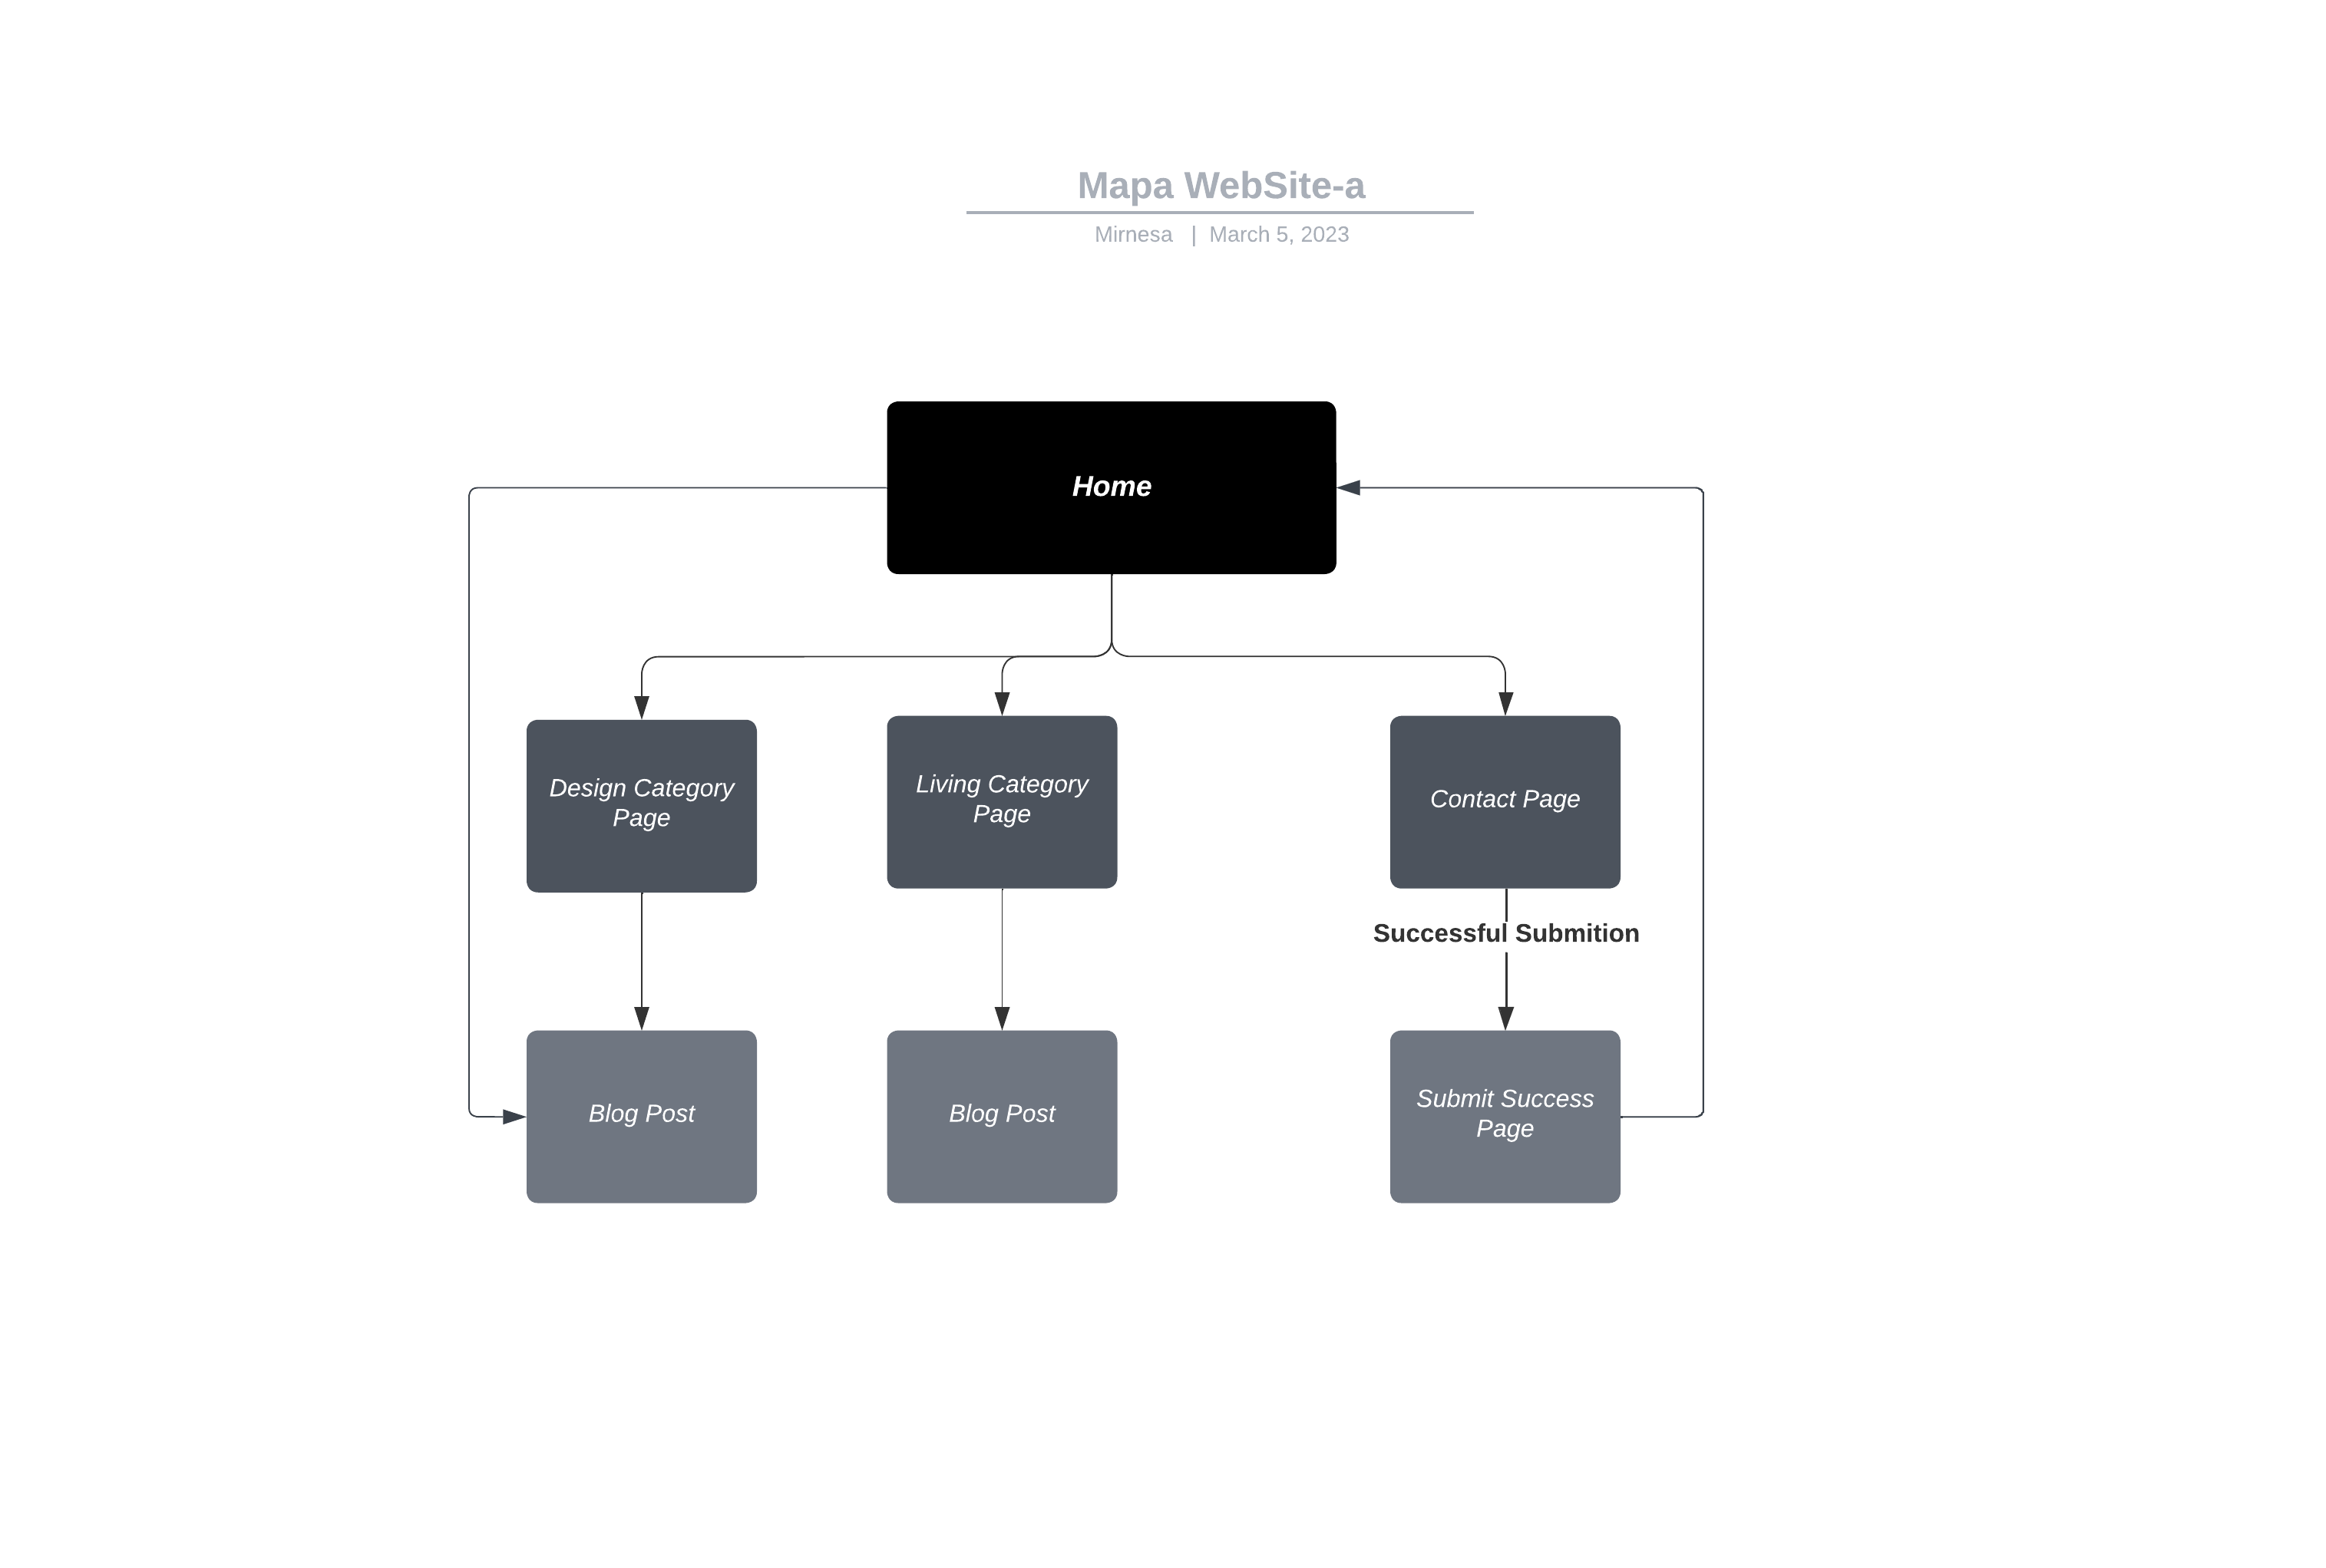 Mapa WebSite-a
Mirnesa | March 5, 2023
Home
Design Category
Page
Living Category
Page
Contact Page
Successful Submition
Blog Post
Blog Post
Submit Success
Page